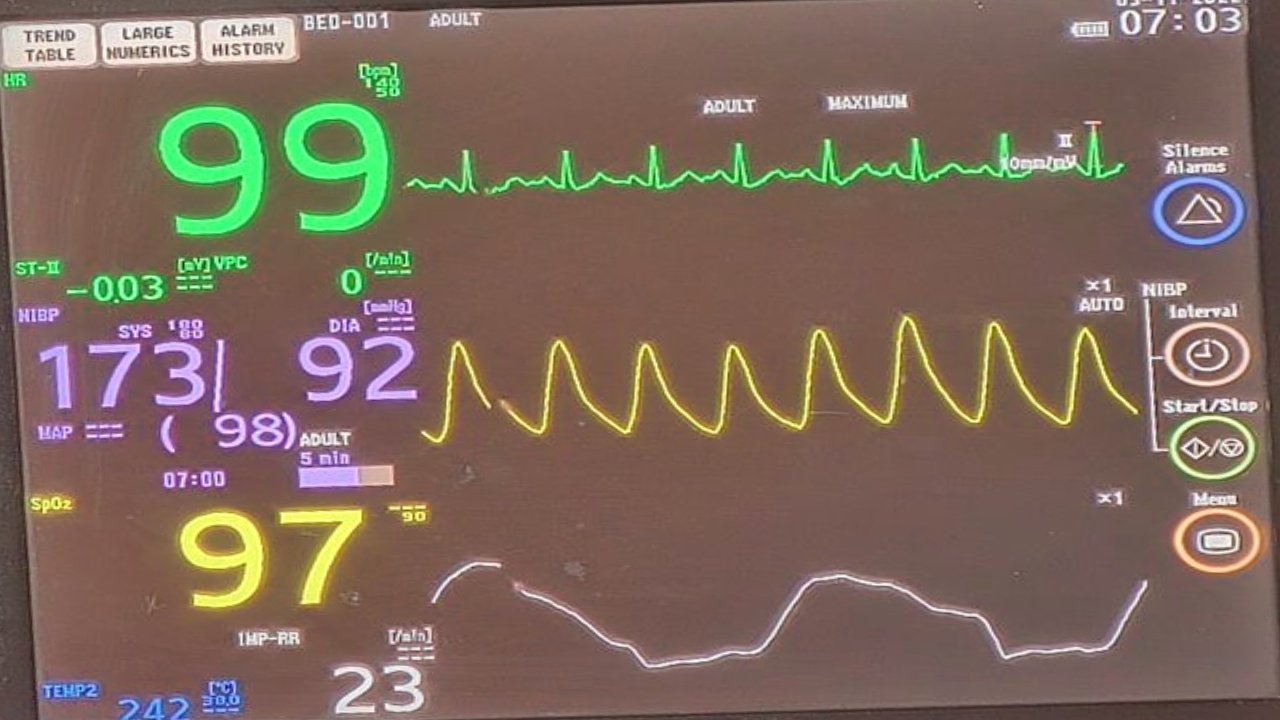 TREND TABLE
LARGE NUMERICS
ALARM HISTORY
BED-001
ADULT
07:03
HR
[bpm]
140
50
99
ADULT
MAXIMUM
II
10mm/mV
Silence Alarms
ST-II
-0.03
[mV]
---
---
VPC
0
[/min]
---
NIBP
SYS
180
80
DIA
[mmHg]
---
---
173/
92
MAP
---
---
( 98)
ADULT
5 min
07:00
×1
AUTO
NIBP
Interval
Start/Stop
SpO2
97
---
90
×1
Menu
IMP-RR
[/min]
---
---
23
TEMP2
242
[°C]
30.0
---